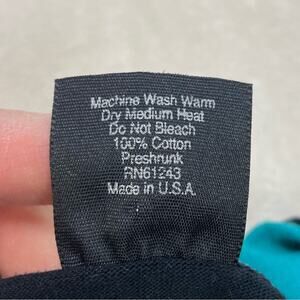 Machine Wash Warm
Dry Medium Heat
Do Not Bleach
100% Cotton
Preshrunk
RN61243
Made in U.S.A.